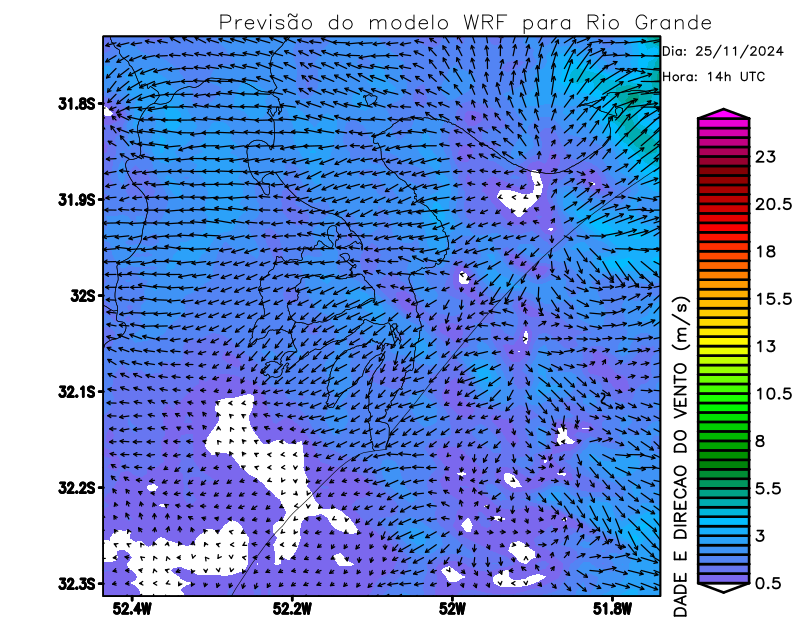 Previsão do modelo WRF para Rio Grande
Dia: 25/11/2024
Hora: 14h UTC
31.8S
31.9S
32S
32.1S
32.2S
32.3S
52.4W
52.2W
52W
51.8W
DADE E DIRECAO DO VENTO (m/s)
23
20.5
18
15.5
13
10.5
8
5.5
3
0.5